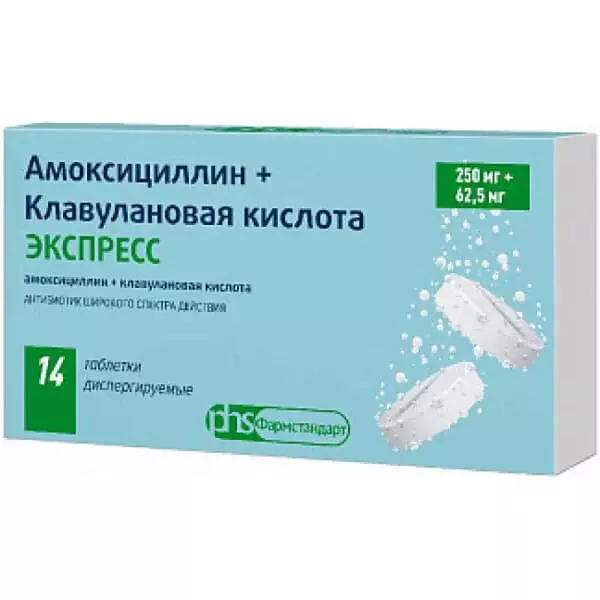 Амоксициллин +
Клавулановая кислота
ЭКСПРЕСС
амоксициллин + клавулановая кислота
АНТИБИОТИК ШИРОКОГО СПЕКТРА ДЕЙСТВИЯ
250 мг +
62,5 мг
14
таблетки
диспергируемые
phs Фармстандарт